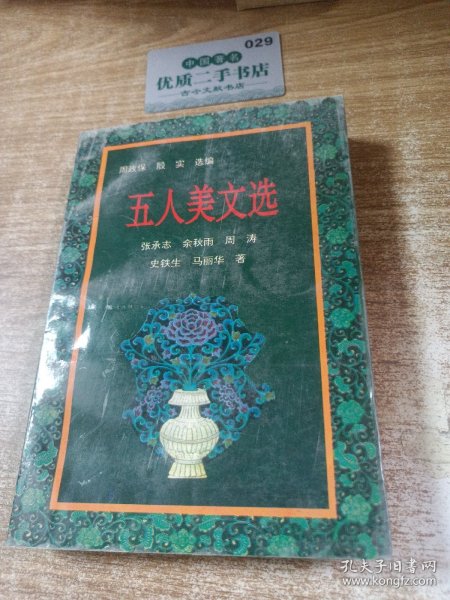 029
中国著名
优质二手书店
古今文献书店
周政保 殷实 选编
五人美文选
张承志 余秋雨 周涛
史铁生 马丽华 著
孔夫子旧书网
www.kongfz.com